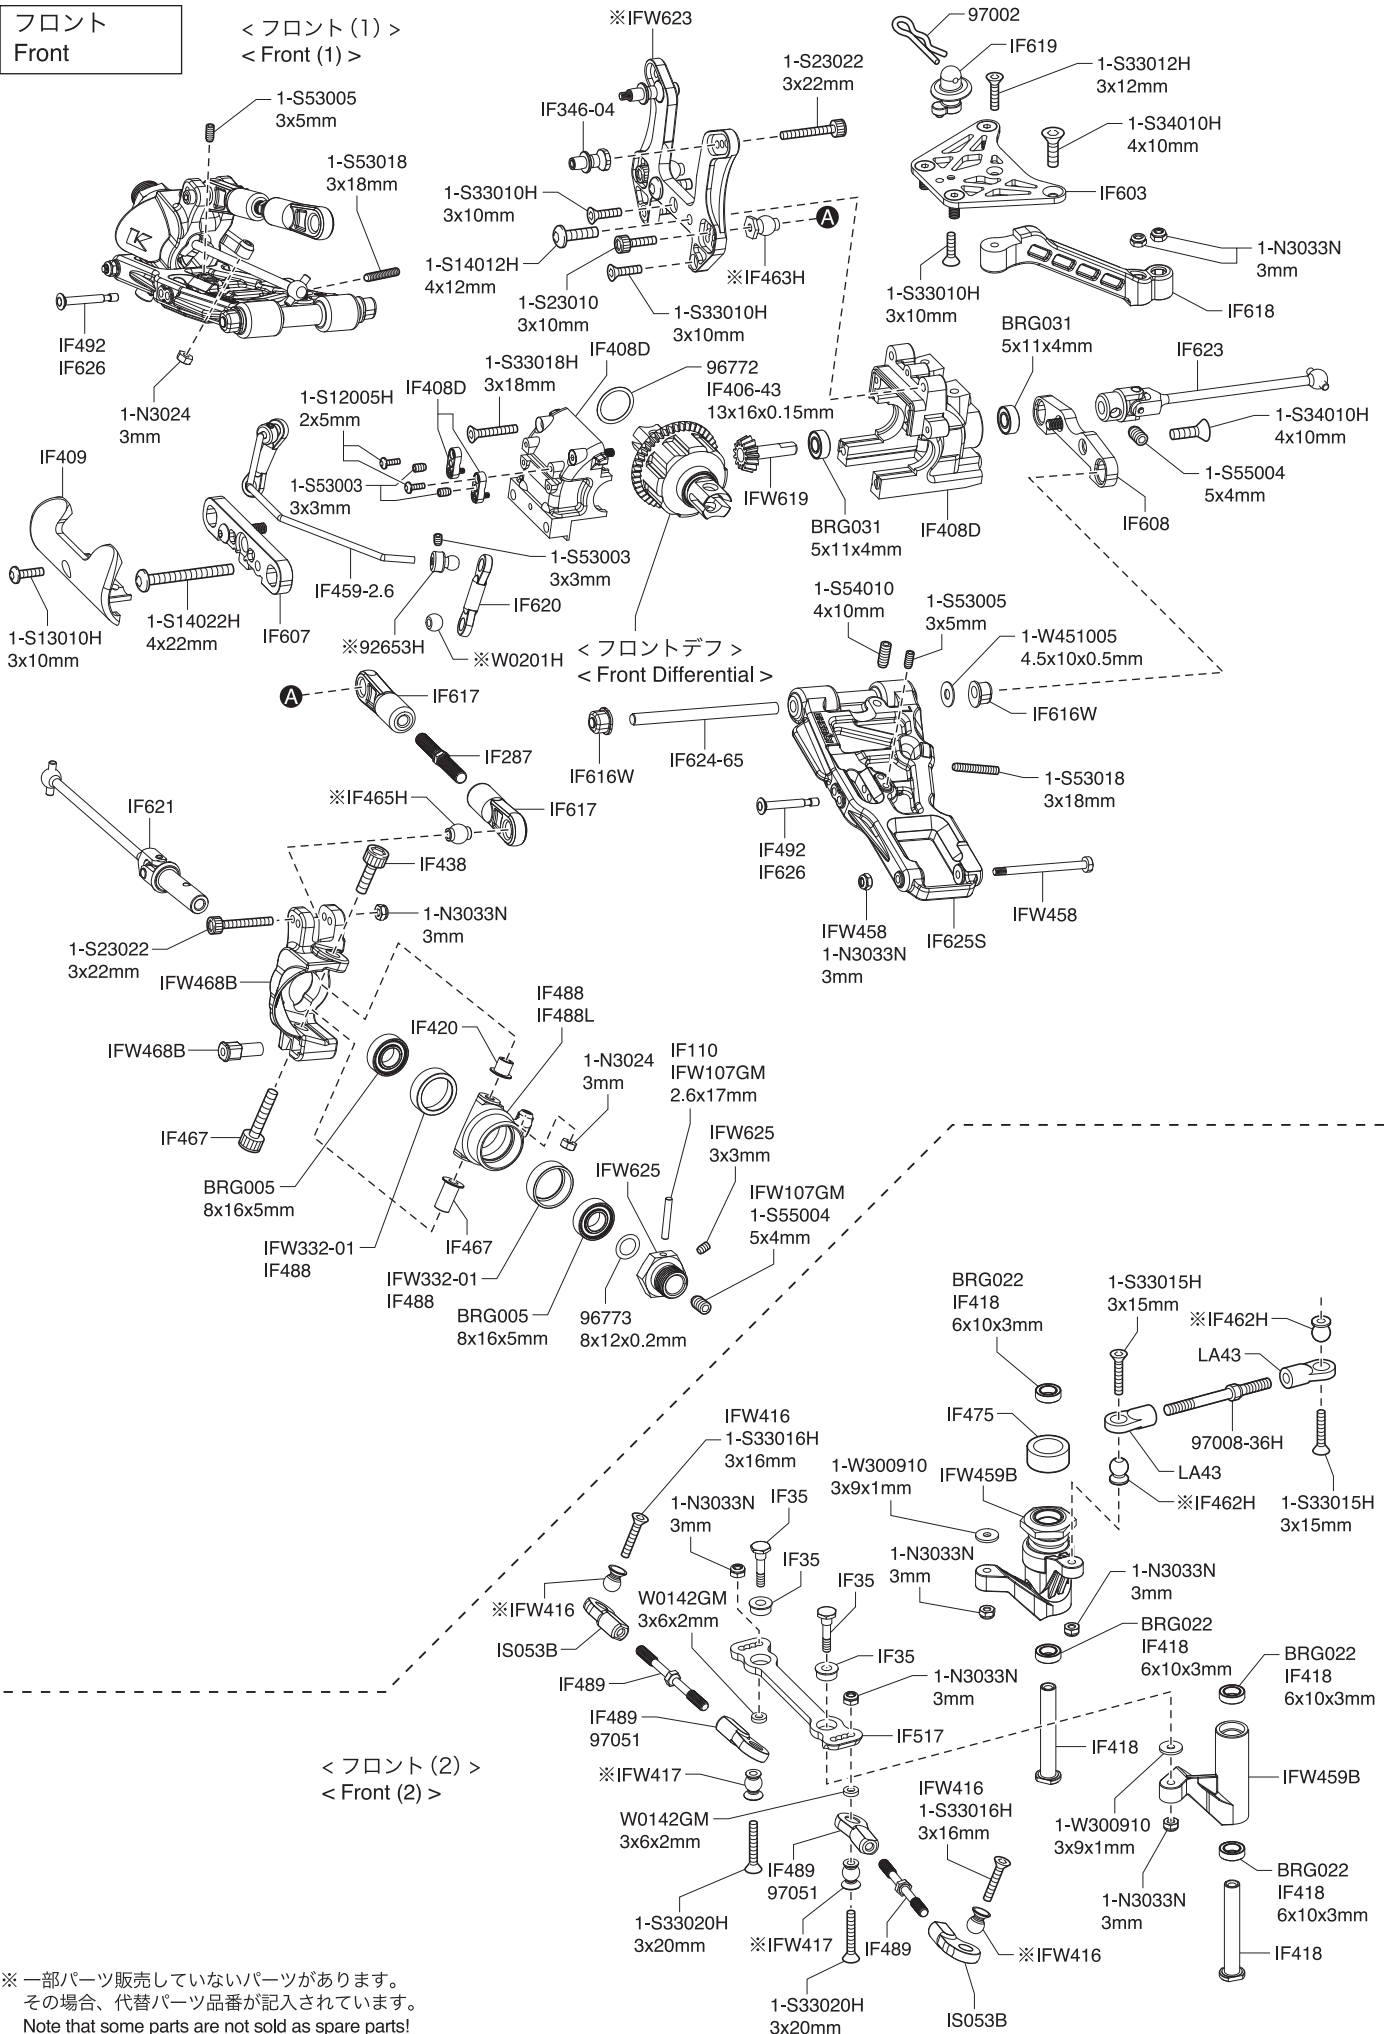 フロント
Front
< フロント (1) >
< Front (1) >
1-S53005
3x5mm
1-S53018
3x18mm
IF492
IF626
1-N3024
3mm
※IFW623
IF346-04
1-S23022
3x22mm
1-S33010H
3x10mm
1-S14012H
4x12mm
1-S23010
3x10mm
1-S33010H
3x10mm
A
※IF463H
97002
IF619
1-S33012H
3x12mm
1-S34010H
4x10mm
IF603
1-S33010H
3x10mm
1-N3033N
3mm
IF618
IF409
1-S13010H
3x10mm
1-S14022H
4x22mm
IF607
1-S12005H
2x5mm
1-S53003
3x3mm
IF408D
1-S33018H
3x18mm
IF408D
96772
IF406-43
13x16x0.15mm
IFW619
BRG031
5x11x4mm
IF408D
BRG031
5x11x4mm
IF623
1-S34010H
4x10mm
1-S55004
5x4mm
IF608
IF459-2.6
1-S53003
3x3mm
IF620
※92653H
※W0201H
< フロントデフ >
< Front Differential >
1-S54010
4x10mm
1-S53005
3x5mm
1-W451005
4.5x10x0.5mm
IF616W
IF616W
IF624-65
1-S53018
3x18mm
IF492
IF626
IFW458
1-N3033N
3mm
IF625S
IFW458
A
IF617
IF287
IF617
※IF465H
IF621
IF438
1-N3033N
3mm
1-S23022
3x22mm
IFW468B
IFW468B
IF467
BRG005
8x16x5mm
IFW332-01
IF488
IF420
IF488
IF488L
1-N3024
3mm
IF467
IFW332-01
IF488
BRG005
8x16x5mm
IFW625
IF110
IFW107GM
2.6x17mm
IFW625
3x3mm
IFW107GM
1-S55004
5x4mm
96773
8x12x0.2mm
< フロント (2) >
< Front (2) >
BRG022
IF418
6x10x3mm
1-S33015H
3x15mm
※IF462H
LA43
97008-36H
LA43
※IF462H
1-S33015H
3x15mm
IF475
IFW459B
1-W300910
3x9x1mm
1-N3033N
3mm
1-N3033N
3mm
BRG022
IF418
6x10x3mm
IF418
BRG022
IF418
6x10x3mm
IFW459B
1-W300910
3x9x1mm
1-N3033N
3mm
BRG022
IF418
6x10x3mm
IF418
IFW416
1-S33016H
3x16mm
※IFW416
IS053B
IF489
IF489
97051
※IFW417
1-S33020H
3x20mm
1-N3033N
3mm
IF35
IF35
W0142GM
3x6x2mm
IF35
IF35
1-N3033N
3mm
IF517
W0142GM
3x6x2mm
IF489
97051
※IFW417
1-S33020H
3x20mm
IF489
IFW416
1-S33016H
3x16mm
※IFW416
IS053B
※ 一部パーツ販売していないパーツがあります。
その場合、代替パーツ品番が記入されています。
Note that some parts are not sold as spare parts!